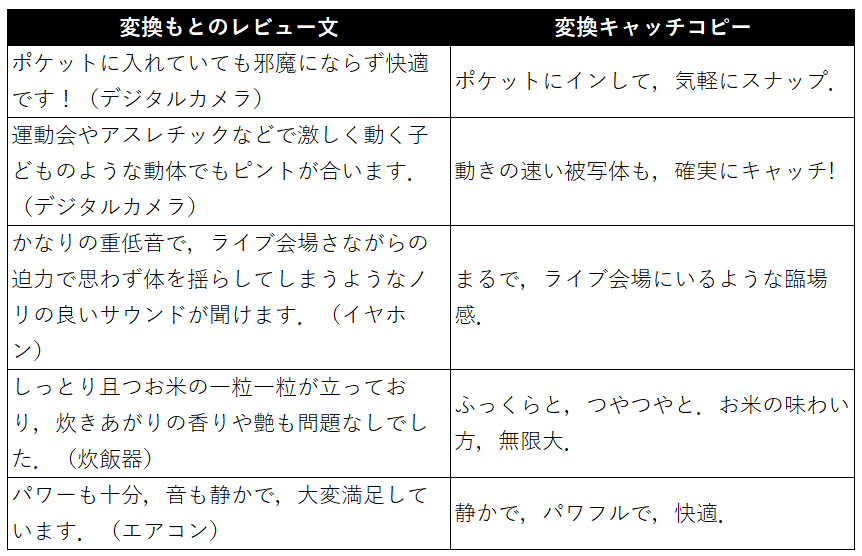 変換もとのレビュー文
変換キャッチコピー
ポケットに入れていても邪魔にならず快適
です！（デジタルカメラ）
ポケットにインして，気軽にスナップ．
運動会やアスレチックなどで激しく動く子
どものような動体でもピントが合います．
（デジタルカメラ）
動きの速い被写体も，確実にキャッチ!
かなりの重低音で，ライブ会場さながらの
迫力で思わず体を揺らしてしまうようなノ
リの良いサウンドが聞けます．（イヤホ
ン）
まるで，ライブ会場にいるような臨場
感．
しっとり且つお米の一粒一粒が立ってお
り，炊きあがりの香りや艶も問題なしでし
た．（炊飯器）
ふっくらと，つやつやと．お米の味わい
方，無限大．
パワーも十分，音も静かで，大変満足して
います．（エアコン）
静かで，パワフルで，快適．